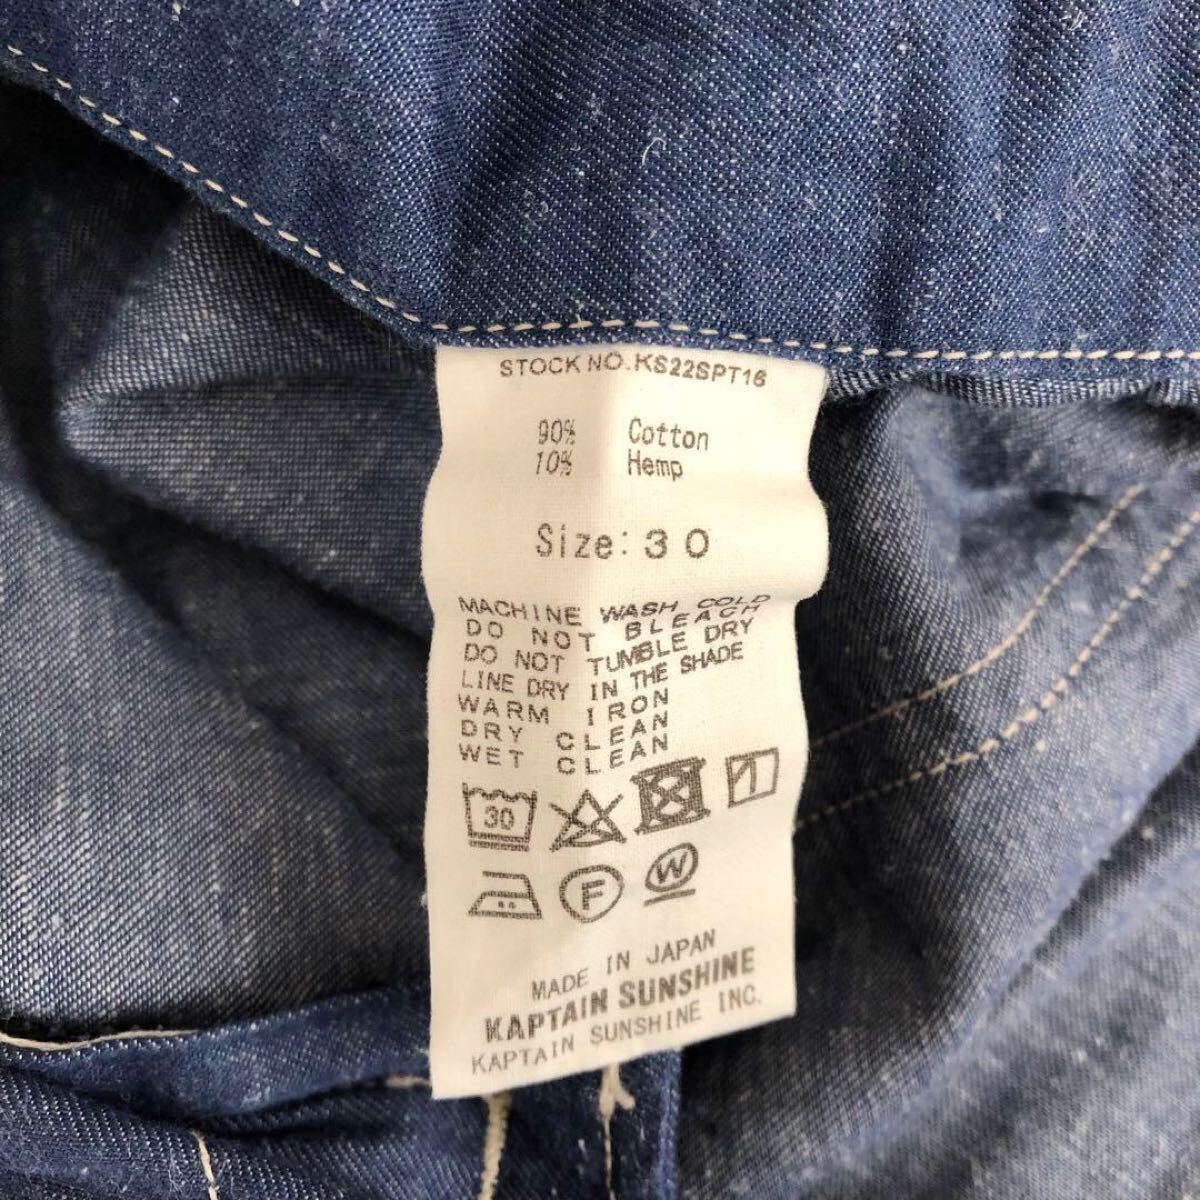 STOCK NO.KS22SPT16
90% Cotton
10% Hemp
Size: 30
MACHINE WASH COLD
DO NOT BLEACH
DO NOT TUMBLE DRY
LINE DRY IN THE SHADE
WARM IRON
DRY CLEAN
WET CLEAN
30
F W
MADE IN JAPAN
KAPTAIN SUNSHINE
KAPTAIN SUNSHINE INC.